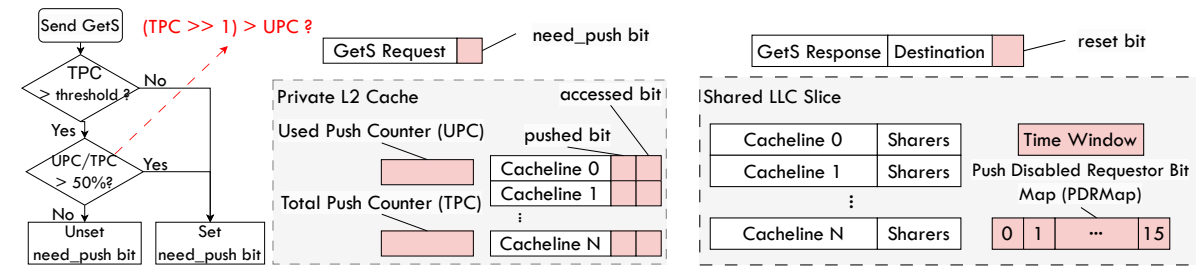 Send GetS
(TPC >> 1) > UPC ?
TPC
> threshold ?
No
Yes
UPC/TPC
> 50%?
Yes
No
Unset
need_push bit
Set
need_push bit
GetS Request
need_push bit
Private L2 Cache
accessed bit
Used Push Counter (UPC)
pushed bit
Cacheline 0
Cacheline 1
...
Total Push Counter (TPC)
Cacheline N
GetS Response Destination
reset bit
Shared LLC Slice
Cacheline 0 Sharers
Cacheline 1 Sharers
...
Cacheline N Sharers
Time Window
Push Disabled Requestor Bit
Map (PDRMap)
0 1 ... 15